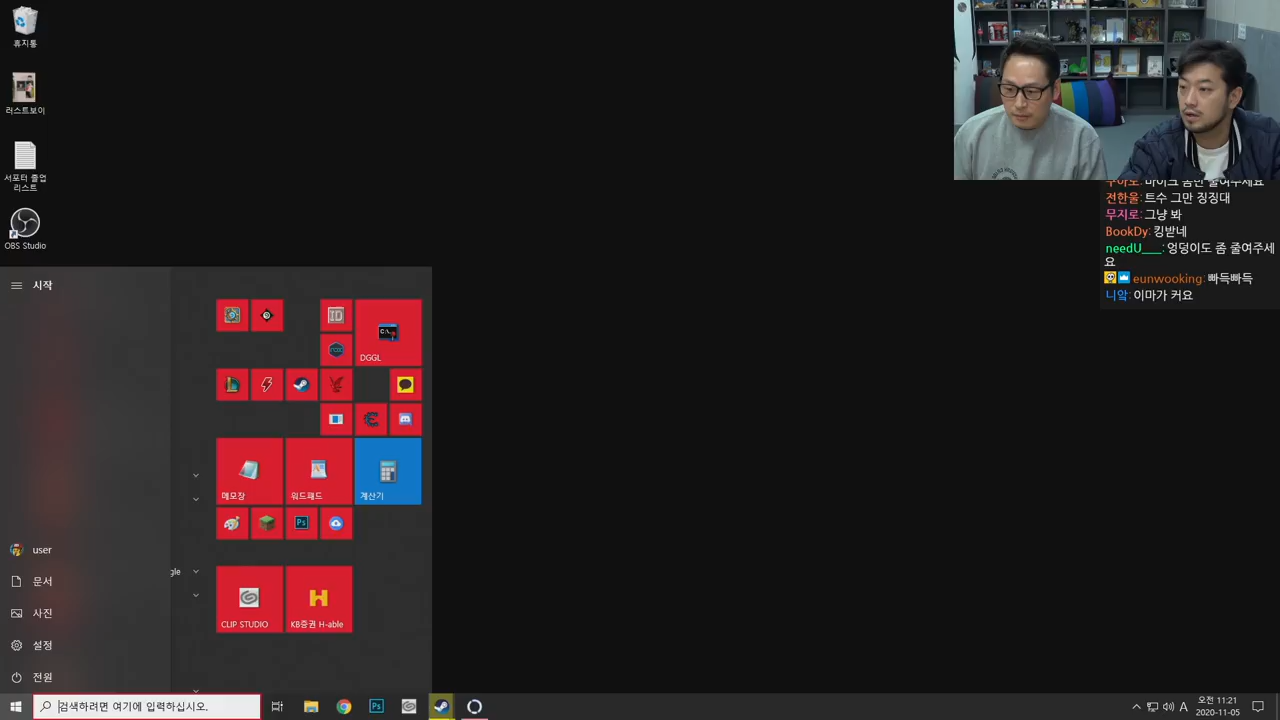 휴지통
러스트보이
서포터 졸업
리스트
OBS Studio
전한울: 트수 그만 징징대
무지로: 그냥 봐
BookDy: 킹받네
needU___: 엉덩이도 좀 줄여주세
요
eunwooking: 빠득빠득
니앞: 이마가 커요
시작
ID
C:\
DGGL
메모장
워드패드
계산기
Ps
CLIP STUDIO
KB증권 H-able
gle
user
문서
사진
설정
전원
검색하려면 여기에 입력하십시오.
Ps
A
오전 11:21
2020-11-05